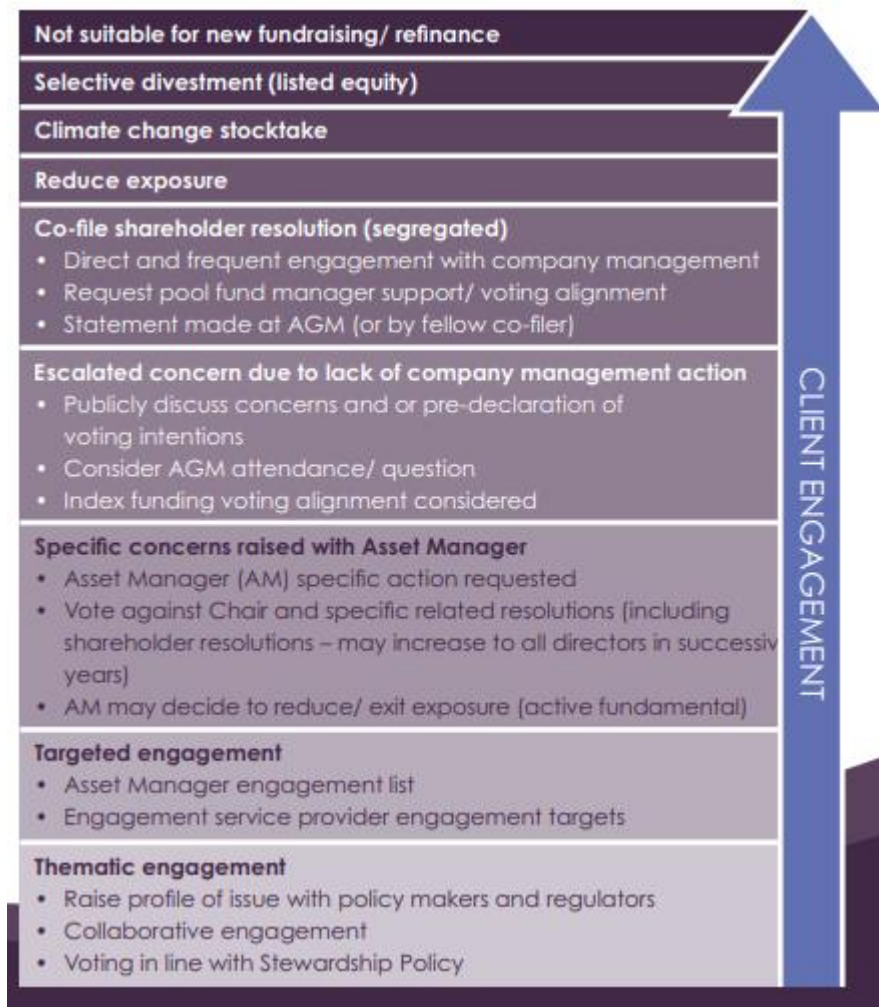 Not suitable for new fundraising/ refinance
Selective divestment (listed equity)
Climate change stocktake
Reduce exposure
Co-file shareholder resolution (segregated)
• Direct and frequent engagement with company management
• Request pool fund manager support/ voting alignment
• Statement made at AGM (or by fellow co-filer)
Escalated concern due to lack of company management action
• Publicly discuss concerns and or pre-declaration of
voting intentions
• Consider AGM attendance/ question
• Index funding voting alignment considered
Specific concerns raised with Asset Manager
• Asset Manager (AM) specific action requested
• Vote against Chair and specific related resolutions (including
shareholder resolutions – may increase to all directors in successiv
years)
• AM may decide to reduce/ exit exposure (active fundamental)
Targeted engagement
• Asset Manager engagement list
• Engagement service provider engagement targets
Thematic engagement
• Raise profile of issue with policy makers and regulators
• Collaborative engagement
• Voting in line with Stewardship Policy
CLIENT ENGAGEMENT